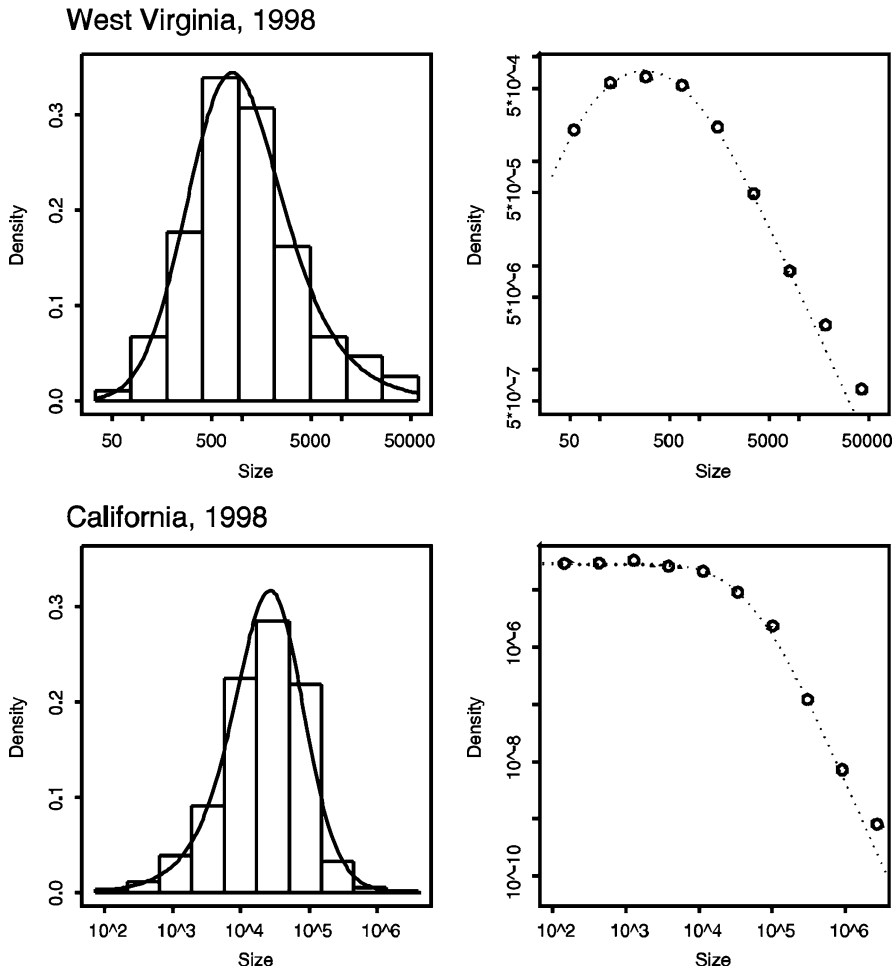 West Virginia, 1998
Density
0.0 0.1 0.2 0.3
50 500 5000 50000
Size
Density
5*10^-7 5*10^-6 5*10^-5 5*10^-4
50 500 5000 50000
Size
California, 1998
Density
0.0 0.1 0.2 0.3
10^2 10^3 10^4 10^5 10^6
Size
Density
10^-10 10^-8 10^-6
10^2 10^3 10^4 10^5 10^6
Size